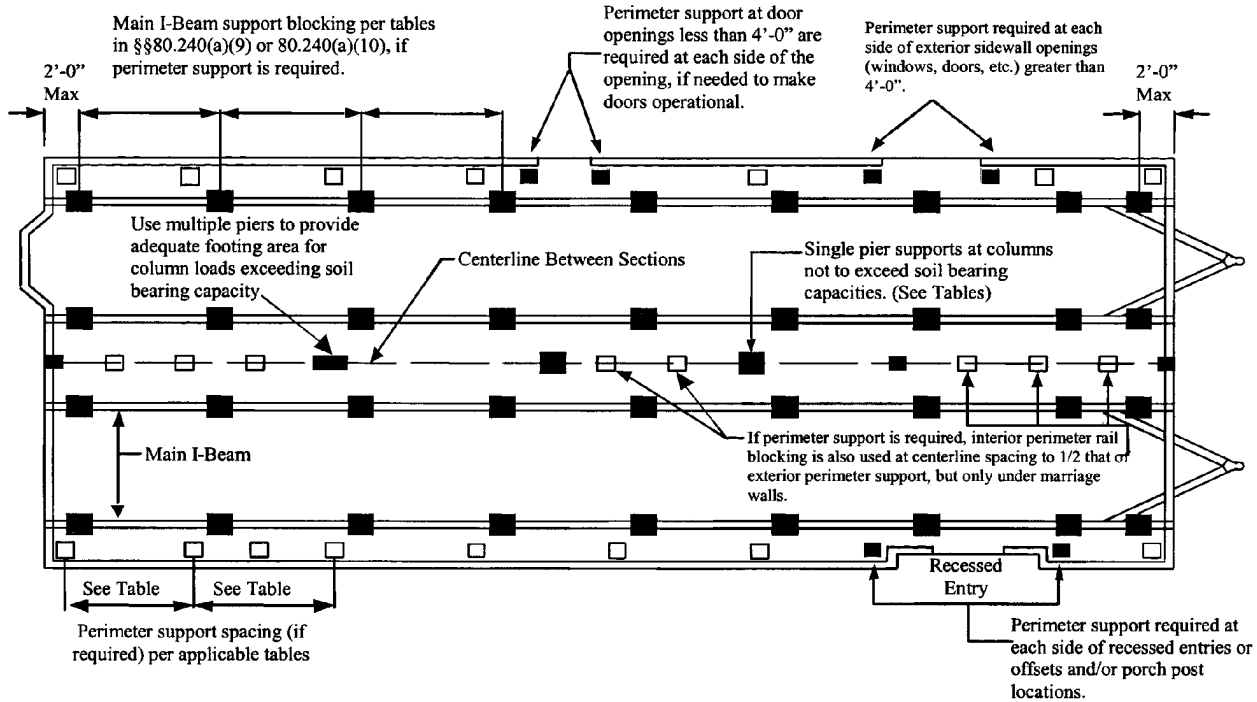 Main I-Beam support blocking per tables
in §§80.240(a)(9) or 80.240(a)(10), if
perimeter support is required.
2’-0”
Max
Perimeter support at door
openings less than 4’-0” are
required at each side of the
opening, if needed to make
doors operational.
Perimeter support required at each
side of exterior sidewall openings
(windows, doors, etc.) greater than
4’-0”.
2’-0”
Max
Use multiple piers to provide
adequate footing area for
column loads exceeding soil
bearing capacity
Centerline Between Sections
Single pier supports at columns
not to exceed soil bearing
capacities. (See Tables)
Main I-Beam
If perimeter support is required, interior perimeter rail
blocking is also used at centerline spacing to 1/2 that of
exterior perimeter support, but only under marriage
walls.
See Table
See Table
Perimeter support spacing (if
required) per applicable tables
Recessed
Entry
Perimeter support required at
each side of recessed entries or
offsets and/or porch post
locations.